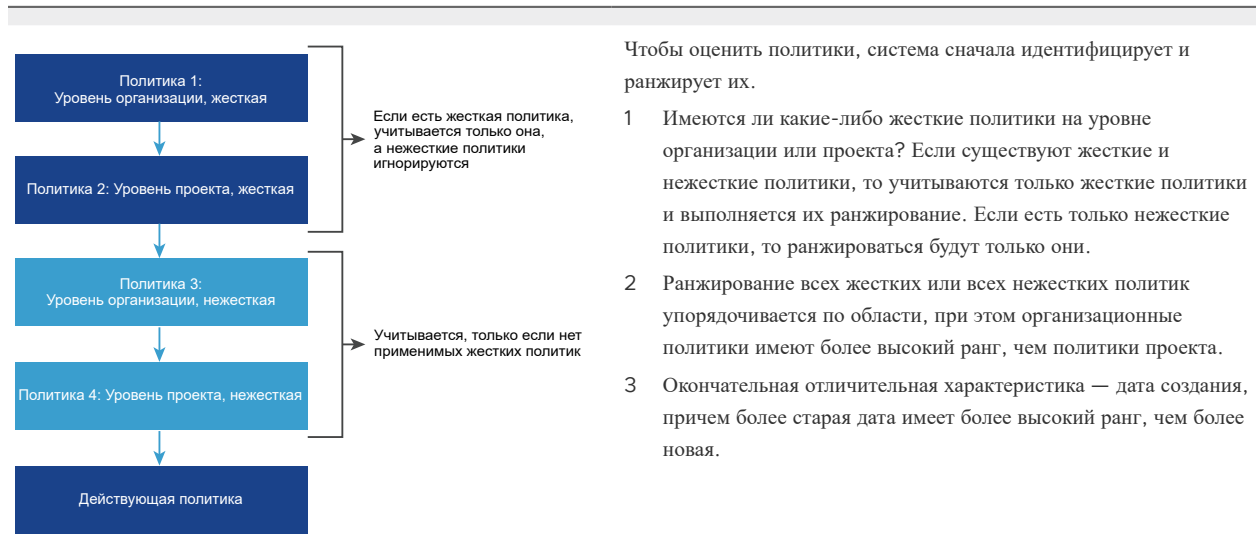 Политика 1:
Уровень организации, жесткая
Политика 2: Уровень проекта, жесткая
Если есть жесткая политика,
учитывается только она,
а нежесткие политики
игнорируются
Политика 3:
Уровень организации, нежесткая
Политика 4: Уровень проекта, нежесткая
Учитывается, только если нет
применимых жестких политик
Действующая политика
Чтобы оценить политики, система сначала идентифицирует и
ранжирует их.
1 Имеются ли какие-либо жесткие политики на уровне
организации или проекта? Если существуют жесткие и
нежесткие политики, то учитываются только жесткие политики
и выполняется их ранжирование. Если есть только нежесткие
политики, то ранжироваться будут только они.
2 Ранжирование всех жестких или всех нежестких политик
упорядочивается по области, при этом организационные
политики имеют более высокий ранг, чем политики проекта.
3 Окончательная отличительная характеристика — дата создания,
причем более старая дата имеет более высокий ранг, чем более
новая.